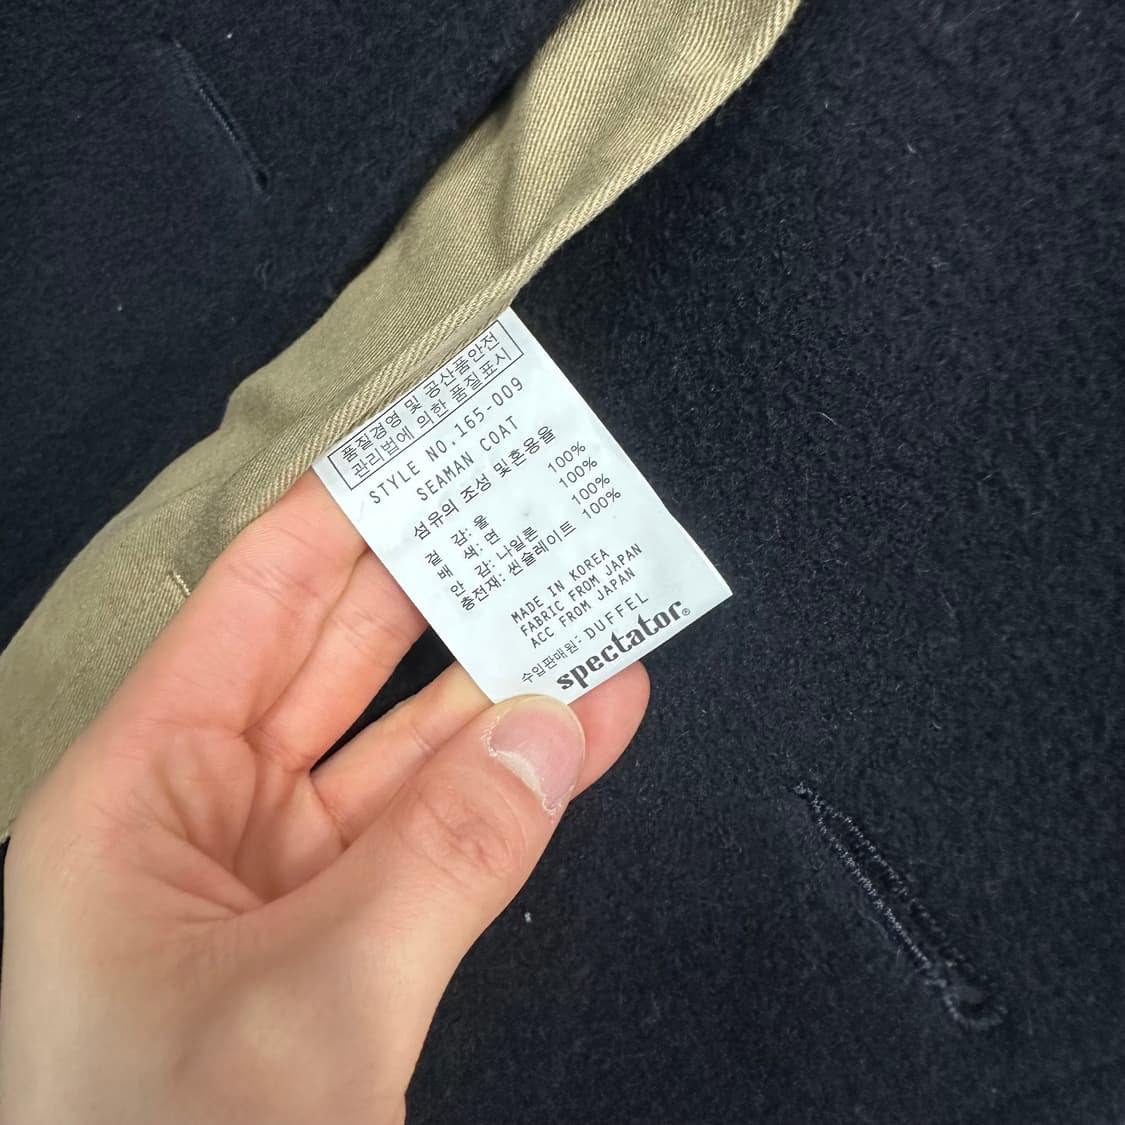 품질경영 및 공산품안전
관리법에 의한 품질표시
STYLE NO.165-009
SEAMAN COAT
섬유의 조성 및혼용율
겉 감: 울 100%
배 색: 면 100%
안 감: 나일론 100%
충전재: 씬슐레이트 100%
MADE IN KOREA
FABRIC FROM JAPAN
ACC FROM JAPAN
수입판매원: DUFFEL
spectator®